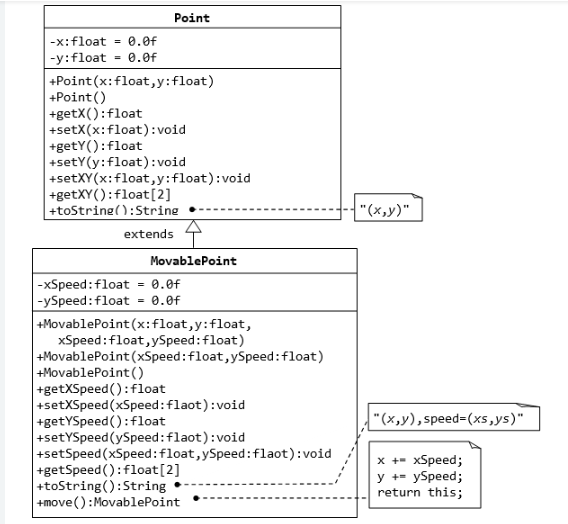 Point
-x:float = 0.0f
-y:float = 0.0f
+Point(x:float,y:float)
+Point()
+getX():float
+setX(x:float):void
+getY():float
+setY(y:float):void
+setXY(x:float,y:float):void
+getXY():float[2]
+toString():String
"(x,y)"
extends
MovablePoint
-xSpeed:float = 0.0f
-ySpeed:float = 0.0f
+MovablePoint(x:float,y:float,
xSpeed:float,ySpeed:float)
+MovablePoint(xSpeed:float,ySpeed:float)
+MovablePoint()
+getXSpeed():float
+setXSpeed(xSpeed:flaot):void
+getYSpeed():float
+setYSpeed(ySpeed:flaot):void
+setSpeed(xSpeed:float,ySpeed:flaot):void
+getSpeed():float[2]
+toString():String
+move():MovablePoint
"(x,y),speed=(xs,ys)"
x += xSpeed;
y += ySpeed;
return this;